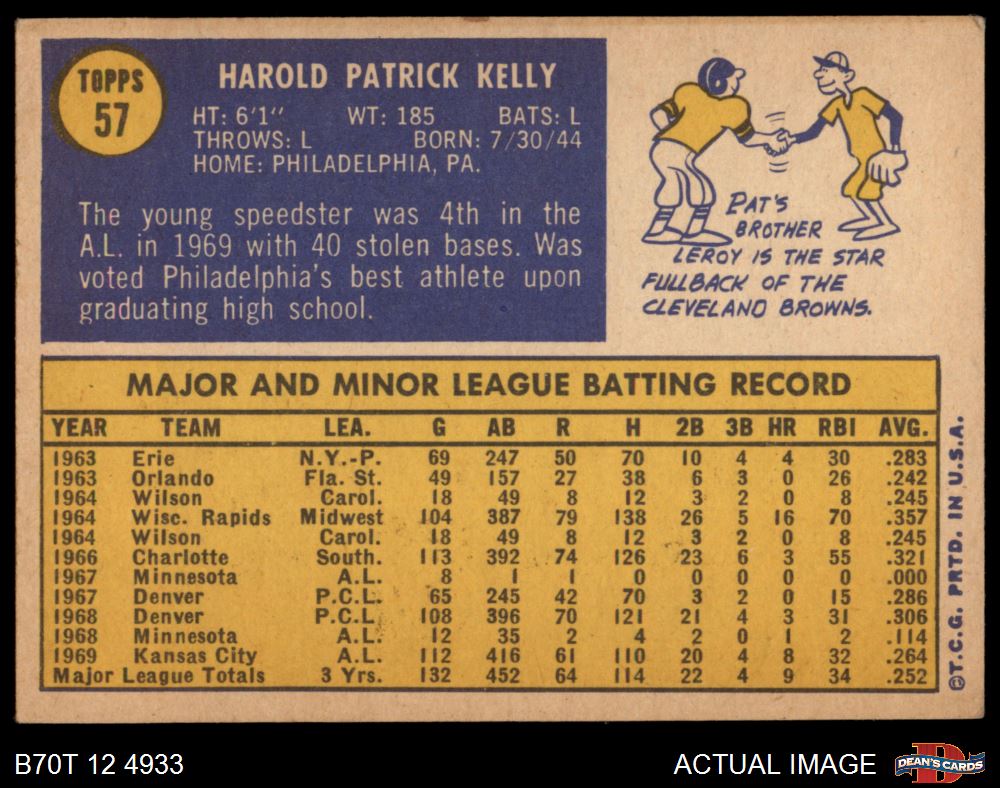 TOPPS
57
HAROLD PATRICK KELLY
HT: 6'1" WT: 185 BATS: L
THROWS: L BORN: 7/30/44
HOME: PHILADELPHIA, PA.
The young speedster was 4th in the
A.L. in 1969 with 40 stolen bases. Was
voted Philadelphia's best athlete upon
graduating high school.
PAT'S
BROTHER
LEROY IS THE STAR
FULLBACK OF THE
CLEVELAND BROWNS.
MAJOR AND MINOR LEAGUE BATTING RECORD
YEAR TEAM LEA. G AB R H 2B 3B HR RBI AVG.
1963 Erie N.Y.-P. 69 247 50 70 10 4 4 30 .283
1963 Orlando Fla. St. 49 157 27 38 6 3 0 26 .242
1964 Wilson Carol. 18 49 8 12 3 2 0 8 .245
1964 Wisc. Rapids Midwest 104 387 79 138 26 5 16 70 .357
1964 Wilson Carol. 18 49 8 12 3 2 0 8 .245
1966 Charlotte South. 113 392 74 126 23 6 3 55 .321
1967 Minnesota A.L. 8 1 1 0 0 0 0 0 .000
1967 Denver P.C.L. 65 245 42 70 3 2 0 15 .286
1968 Denver P.C.L. 108 396 70 121 21 4 3 31 .306
1968 Minnesota A.L. 12 35 2 4 2 0 1 2 .114
1969 Kansas City A.L. 112 416 61 110 20 4 8 32 .264
Major League Totals 3 Yrs. 132 452 64 114 22 4 9 34 .252
©T.C.G. PRTD. IN U.S.A.
B70T 12 4933
ACTUAL IMAGE
D
DEAN'S CARDS